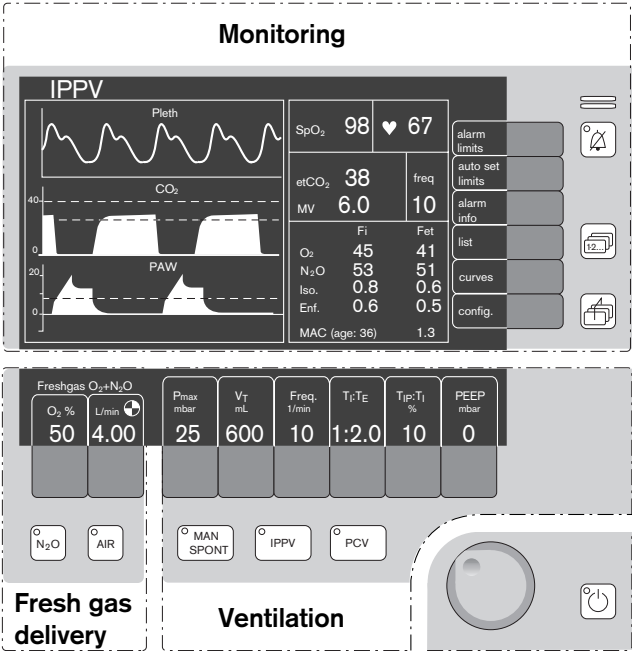 Monitoring
IPPV
Pleth
CO₂
40
0
PAW
20
0
SpO₂ 98 ♥ 67
etCO₂ 38 freq
MV 6.0 10
Fi Fet
O₂ 45 41
N₂O 53 51
Iso. 0.8 0.6
Enf. 0.6 0.5
MAC (age: 36) 1.3
alarm
limits
auto set
limits
alarm
info
list
curves
config.
1·2...
Freshgas O₂+N₂O
O₂ % L/min
50 4.00
Pmax VT Freq. TI:TE TIP:TI PEEP
mbar mL 1/min % mbar
25 600 10 1:2.0 10 0
N₂O AIR
MAN
SPONT
IPPV
PCV
Fresh gas
delivery
Ventilation